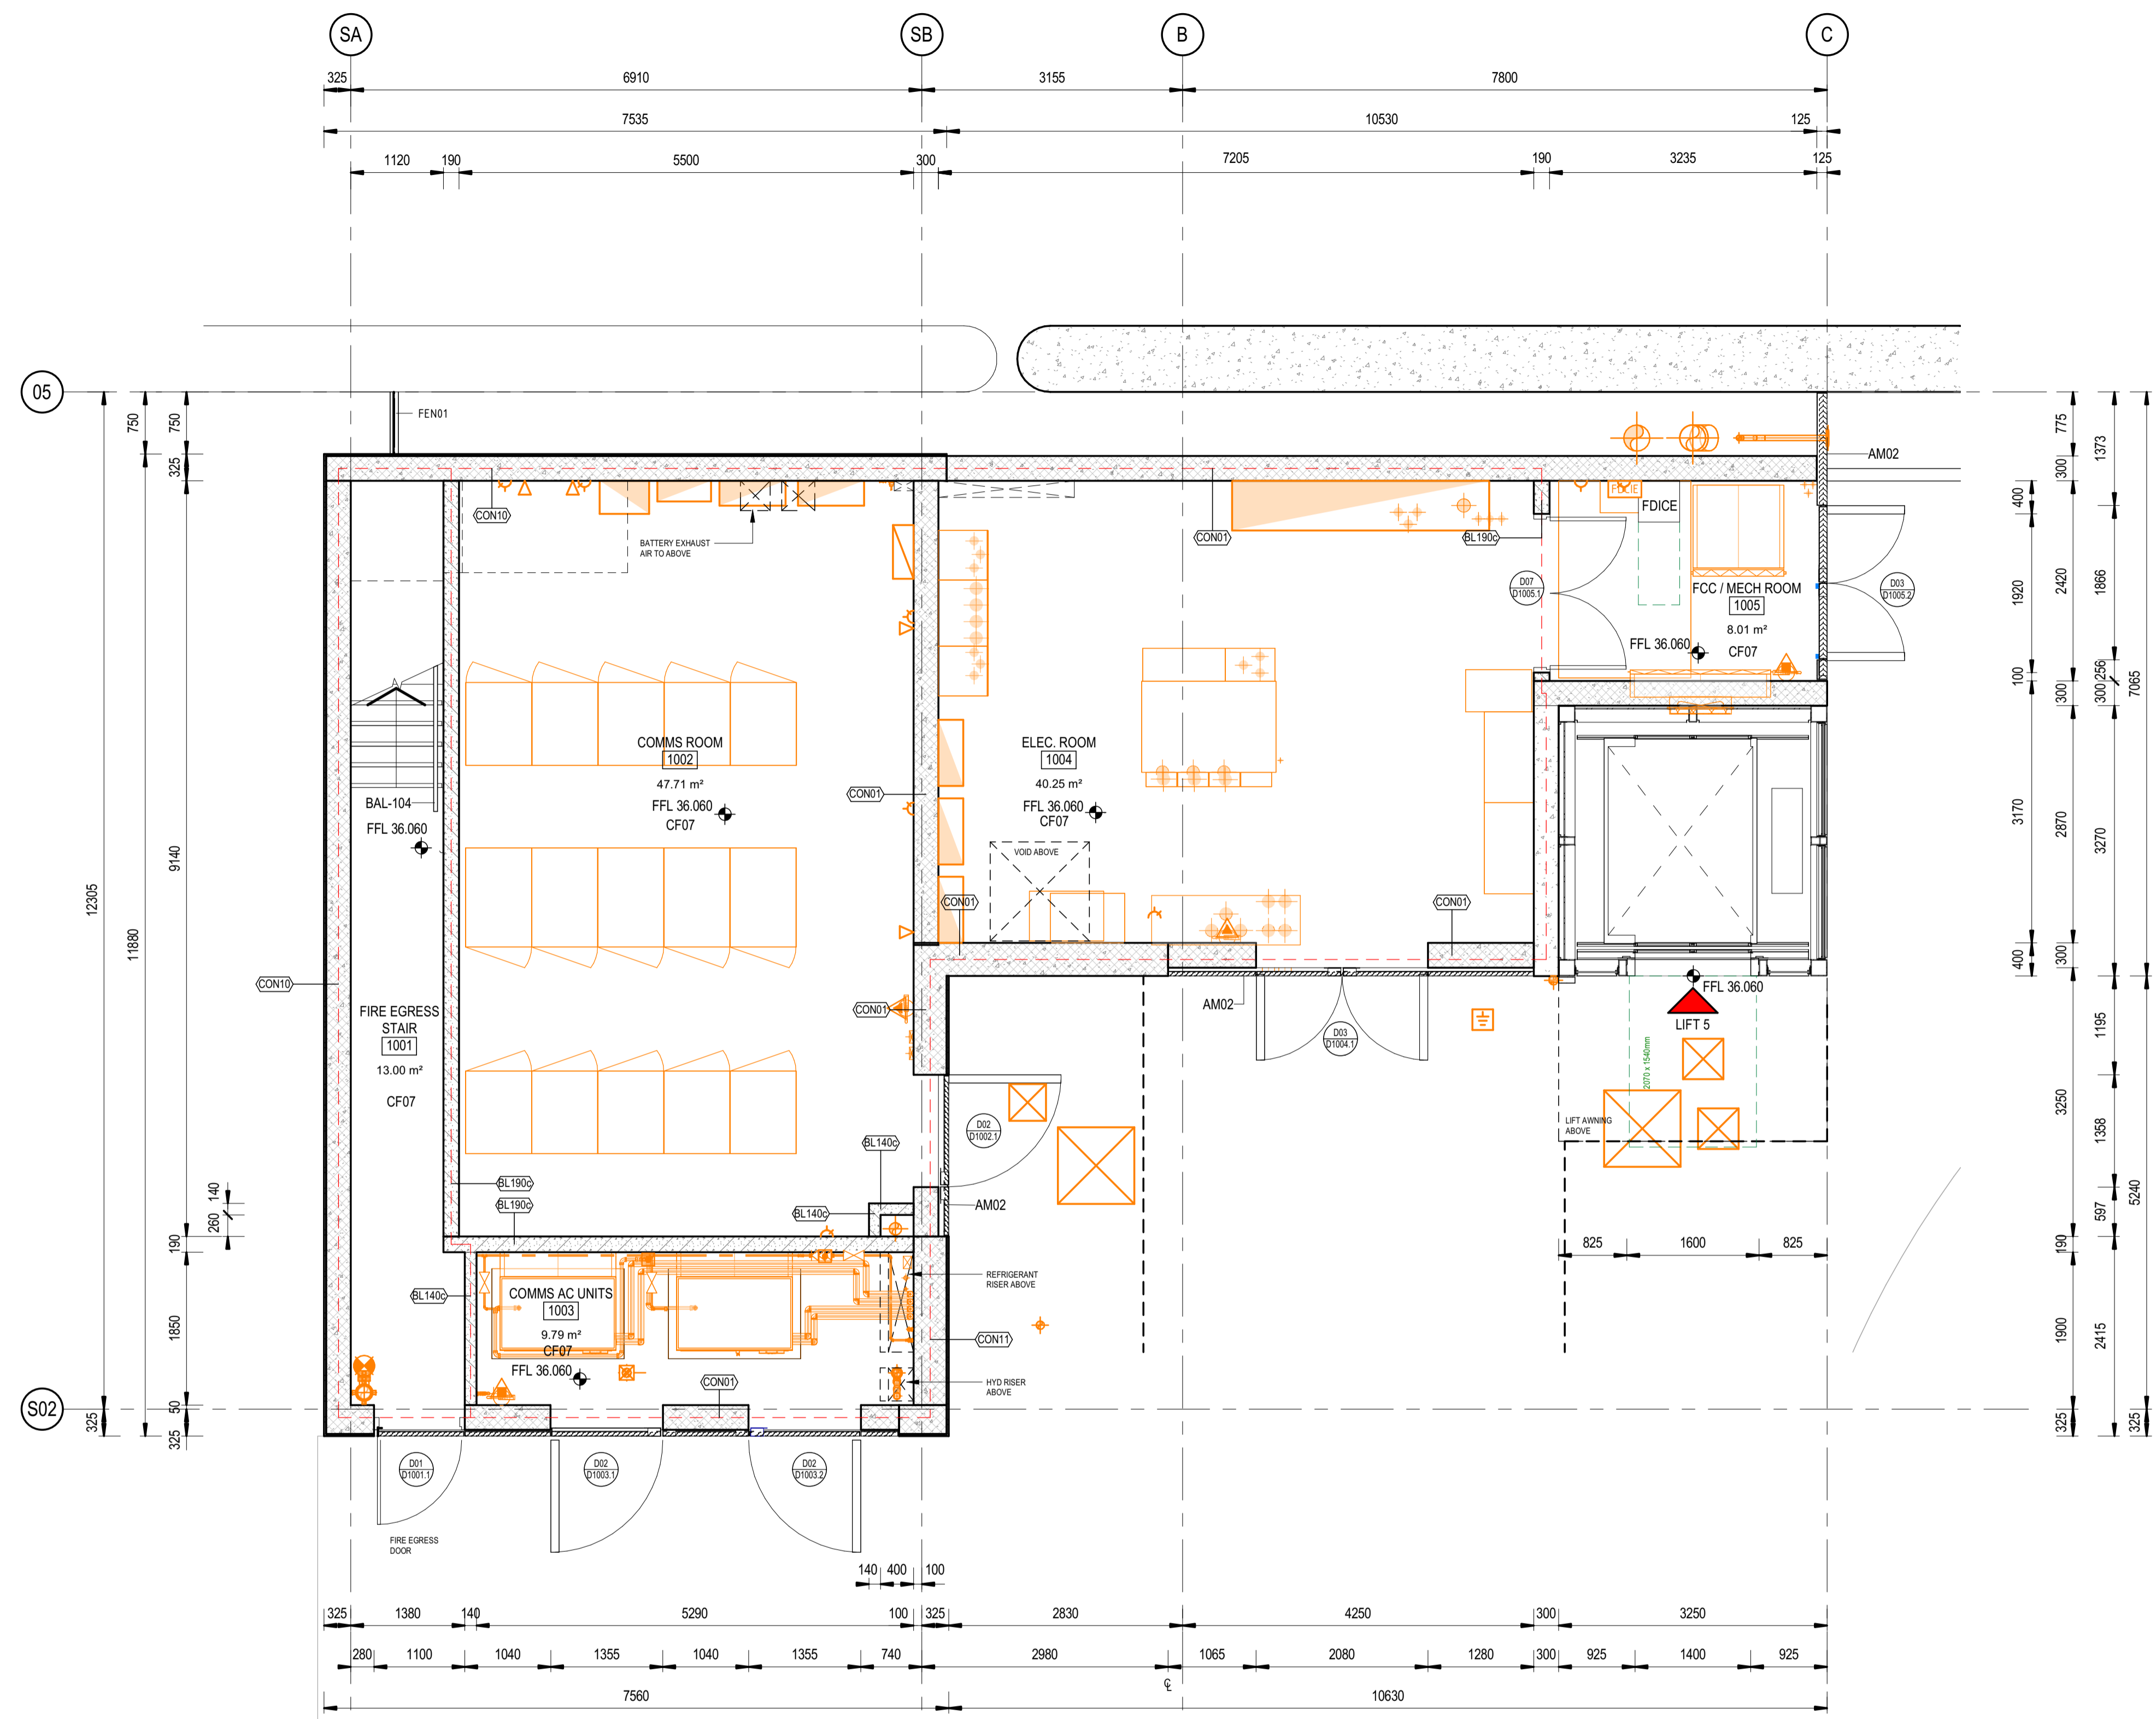 SA
SB
B
C
325
6910
3155
7800
7535
10530
125
1120
190
5500
300
7205
190
3235
125
05
S02
12305
325
750
11880
750
325
9140
190
1850
50
325
140
260
FEN01
AM02
CON10
BATTERY EXHAUST
AIR TO ABOVE
CON01
BL190c
FDCIE
FDICE
D07
D1005.1
D03
D1005.2
FCC / MECH ROOM
1005
8.01 m²
FFL 36.060
CF07
COMMS ROOM
1002
47.71 m²
FFL 36.060
CF07
ELEC. ROOM
1004
40.25 m²
FFL 36.060
CF07
BAL-104
FFL 36.060
CON01
VOID ABOVE
CON01
CON01
CON10
CON01
FIRE EGRESS
STAIR
1001
13.00 m²
CF07
AM02
D03
D1004.1
FFL 36.060
LIFT 5
2070 x 1540mm
LIFT AWNING
ABOVE
D02
D1002.1
BL140c
BL190c
BL190c
BL140c
AM02
825
1600
825
BL140c
COMMS AC UNITS
1003
9.79 m²
CF07
FFL 36.060
REFRIGERANT
RISER ABOVE
CON11
HYD RISER
ABOVE
CON01
D01
D1001.1
D02
D1003.1
D02
D1003.2
FIRE EGRESS
DOOR
400
1920
100
3170
400
775
300
2420
300
2870
300
3250
190
1900
325
1373
1866
256
300
3270
1195
1358
597
2415
7065
5240
325
140
400
100
325
1380
140
5290
100
325
2830
4250
300
3250
280
1100
1040
1355
1040
1355
740
2980
1065
2080
1280
300
925
1400
925
7560
10630